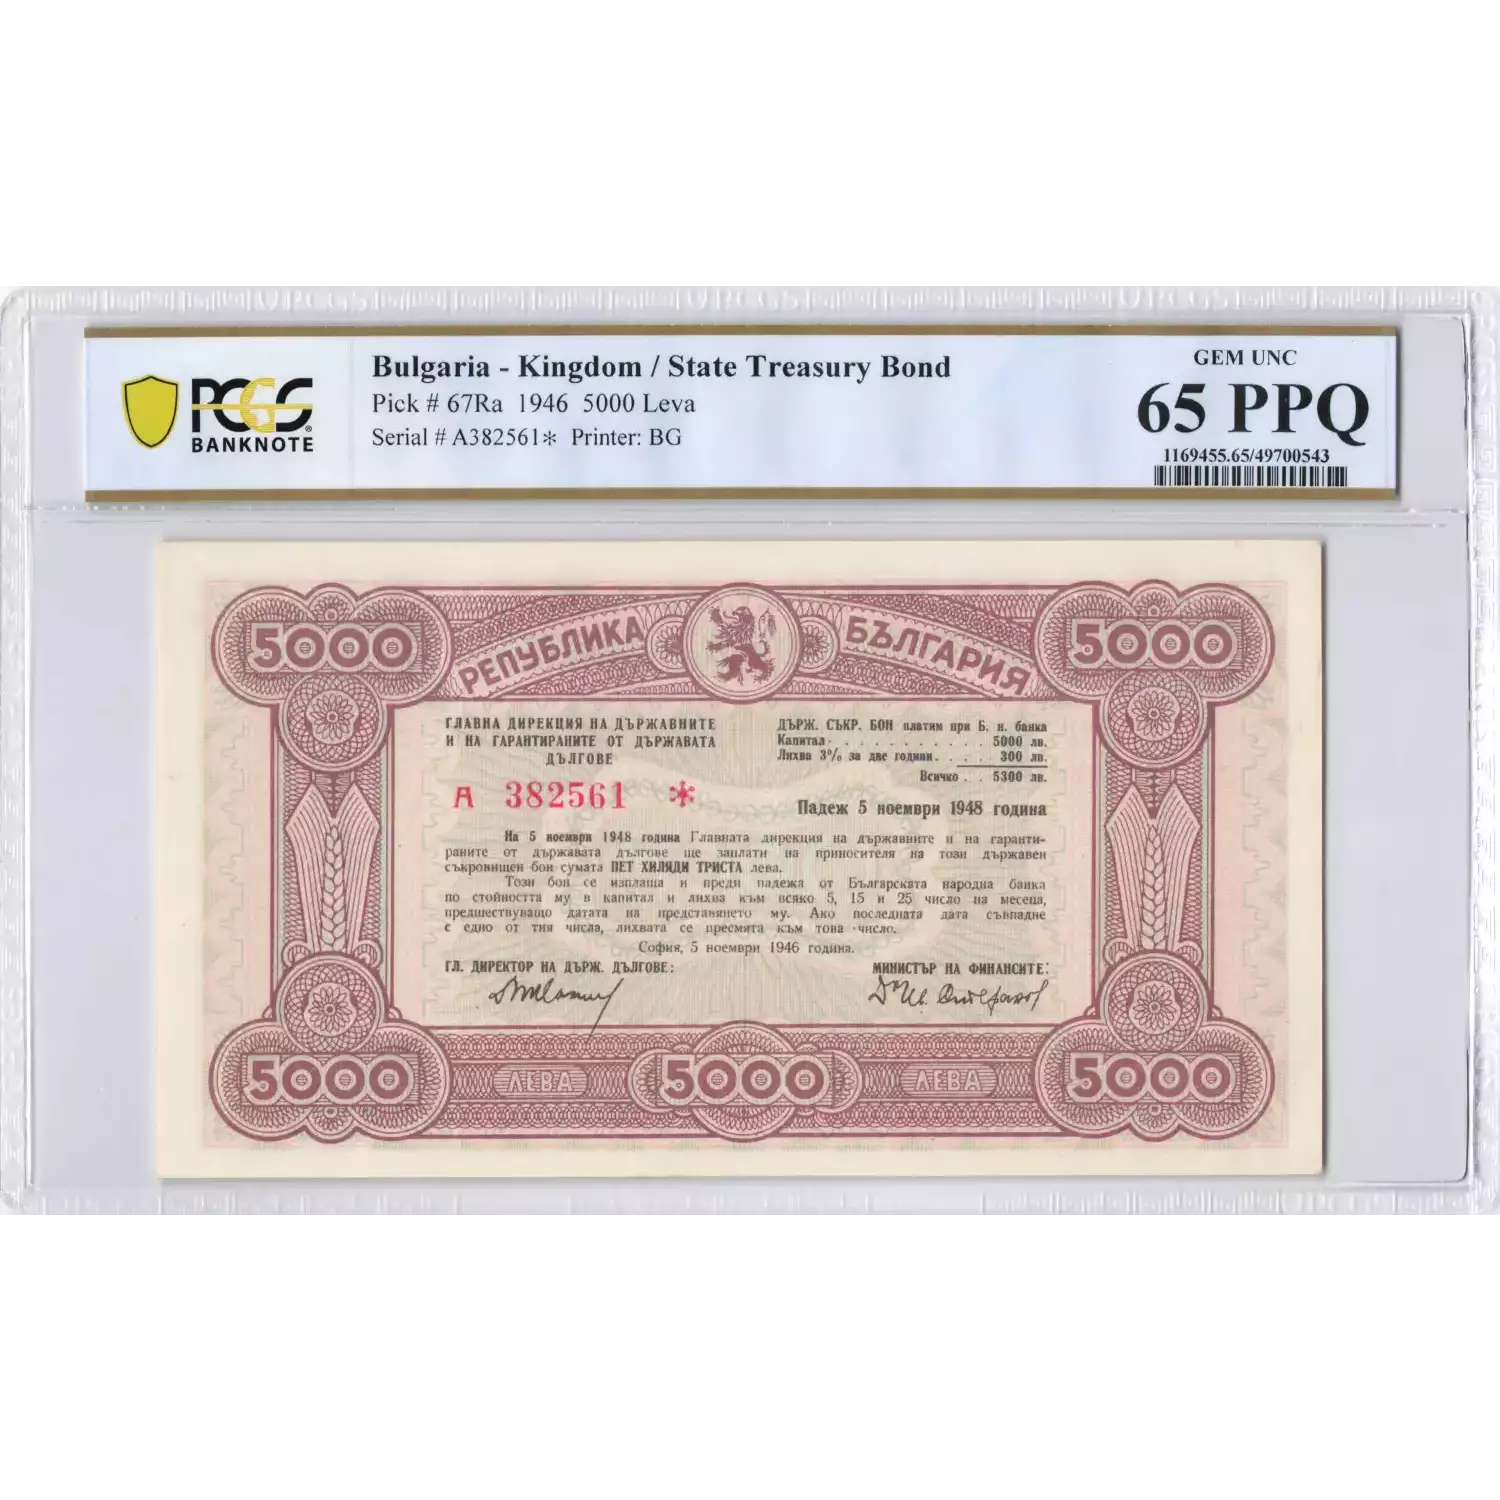 PCGS
BANKNOTE
Bulgaria - Kingdom / State Treasury Bond
Pick # 67Ra 1946 5000 Leva
Serial # A382561* Printer: BG
GEM UNC
65 PPQ
1169455.65/49700543
5000 РЕПУБЛИКА БЪЛГАРИЯ 5000
ГЛАВНА ДИРЕКЦИЯ НА ДЪРЖАВНИТЕ
И НА ГАРАНТИРАНИТЕ ОТ ДЪРЖАВАТА
ДЪЛГОВЕ
А 382561 *
ДЪРЖ. СЪКР. БОН платим при Б. н. банка
Капитал . . . . . . . . . . 5000 лв.
Лихва 3% за две години. . . . 300 лв.
Всичко . . 5300 лв.
Падеж 5 ноември 1948 година
На 5 ноември 1948 година Главната дирекция на държавните и на гаранти-
раните от държавата дългове ще заплати на приносителя на този държавен
съкровищен бон сумата ПЕТ ХИЛЯДИ ТРИСТА лева.
Този бон се изплаща и преди падежа от Българската народна банка
по стойността му в капитал и лихва към всяко 5, 15 и 25 число на месеца,
предшествуващо датата на представянето му. Ако последната дата съвпадне
с едно от тия числа, лихвата се пресмята към това число.
София, 5 ноември 1946 година.
ГЛ. ДИРЕКТОР НА ДЪРЖ. ДЪЛГОВЕ:
МИНИСТЪР НА ФИНАНСИТЕ:
5000 ЛЕВА 5000 ЛЕВА 5000